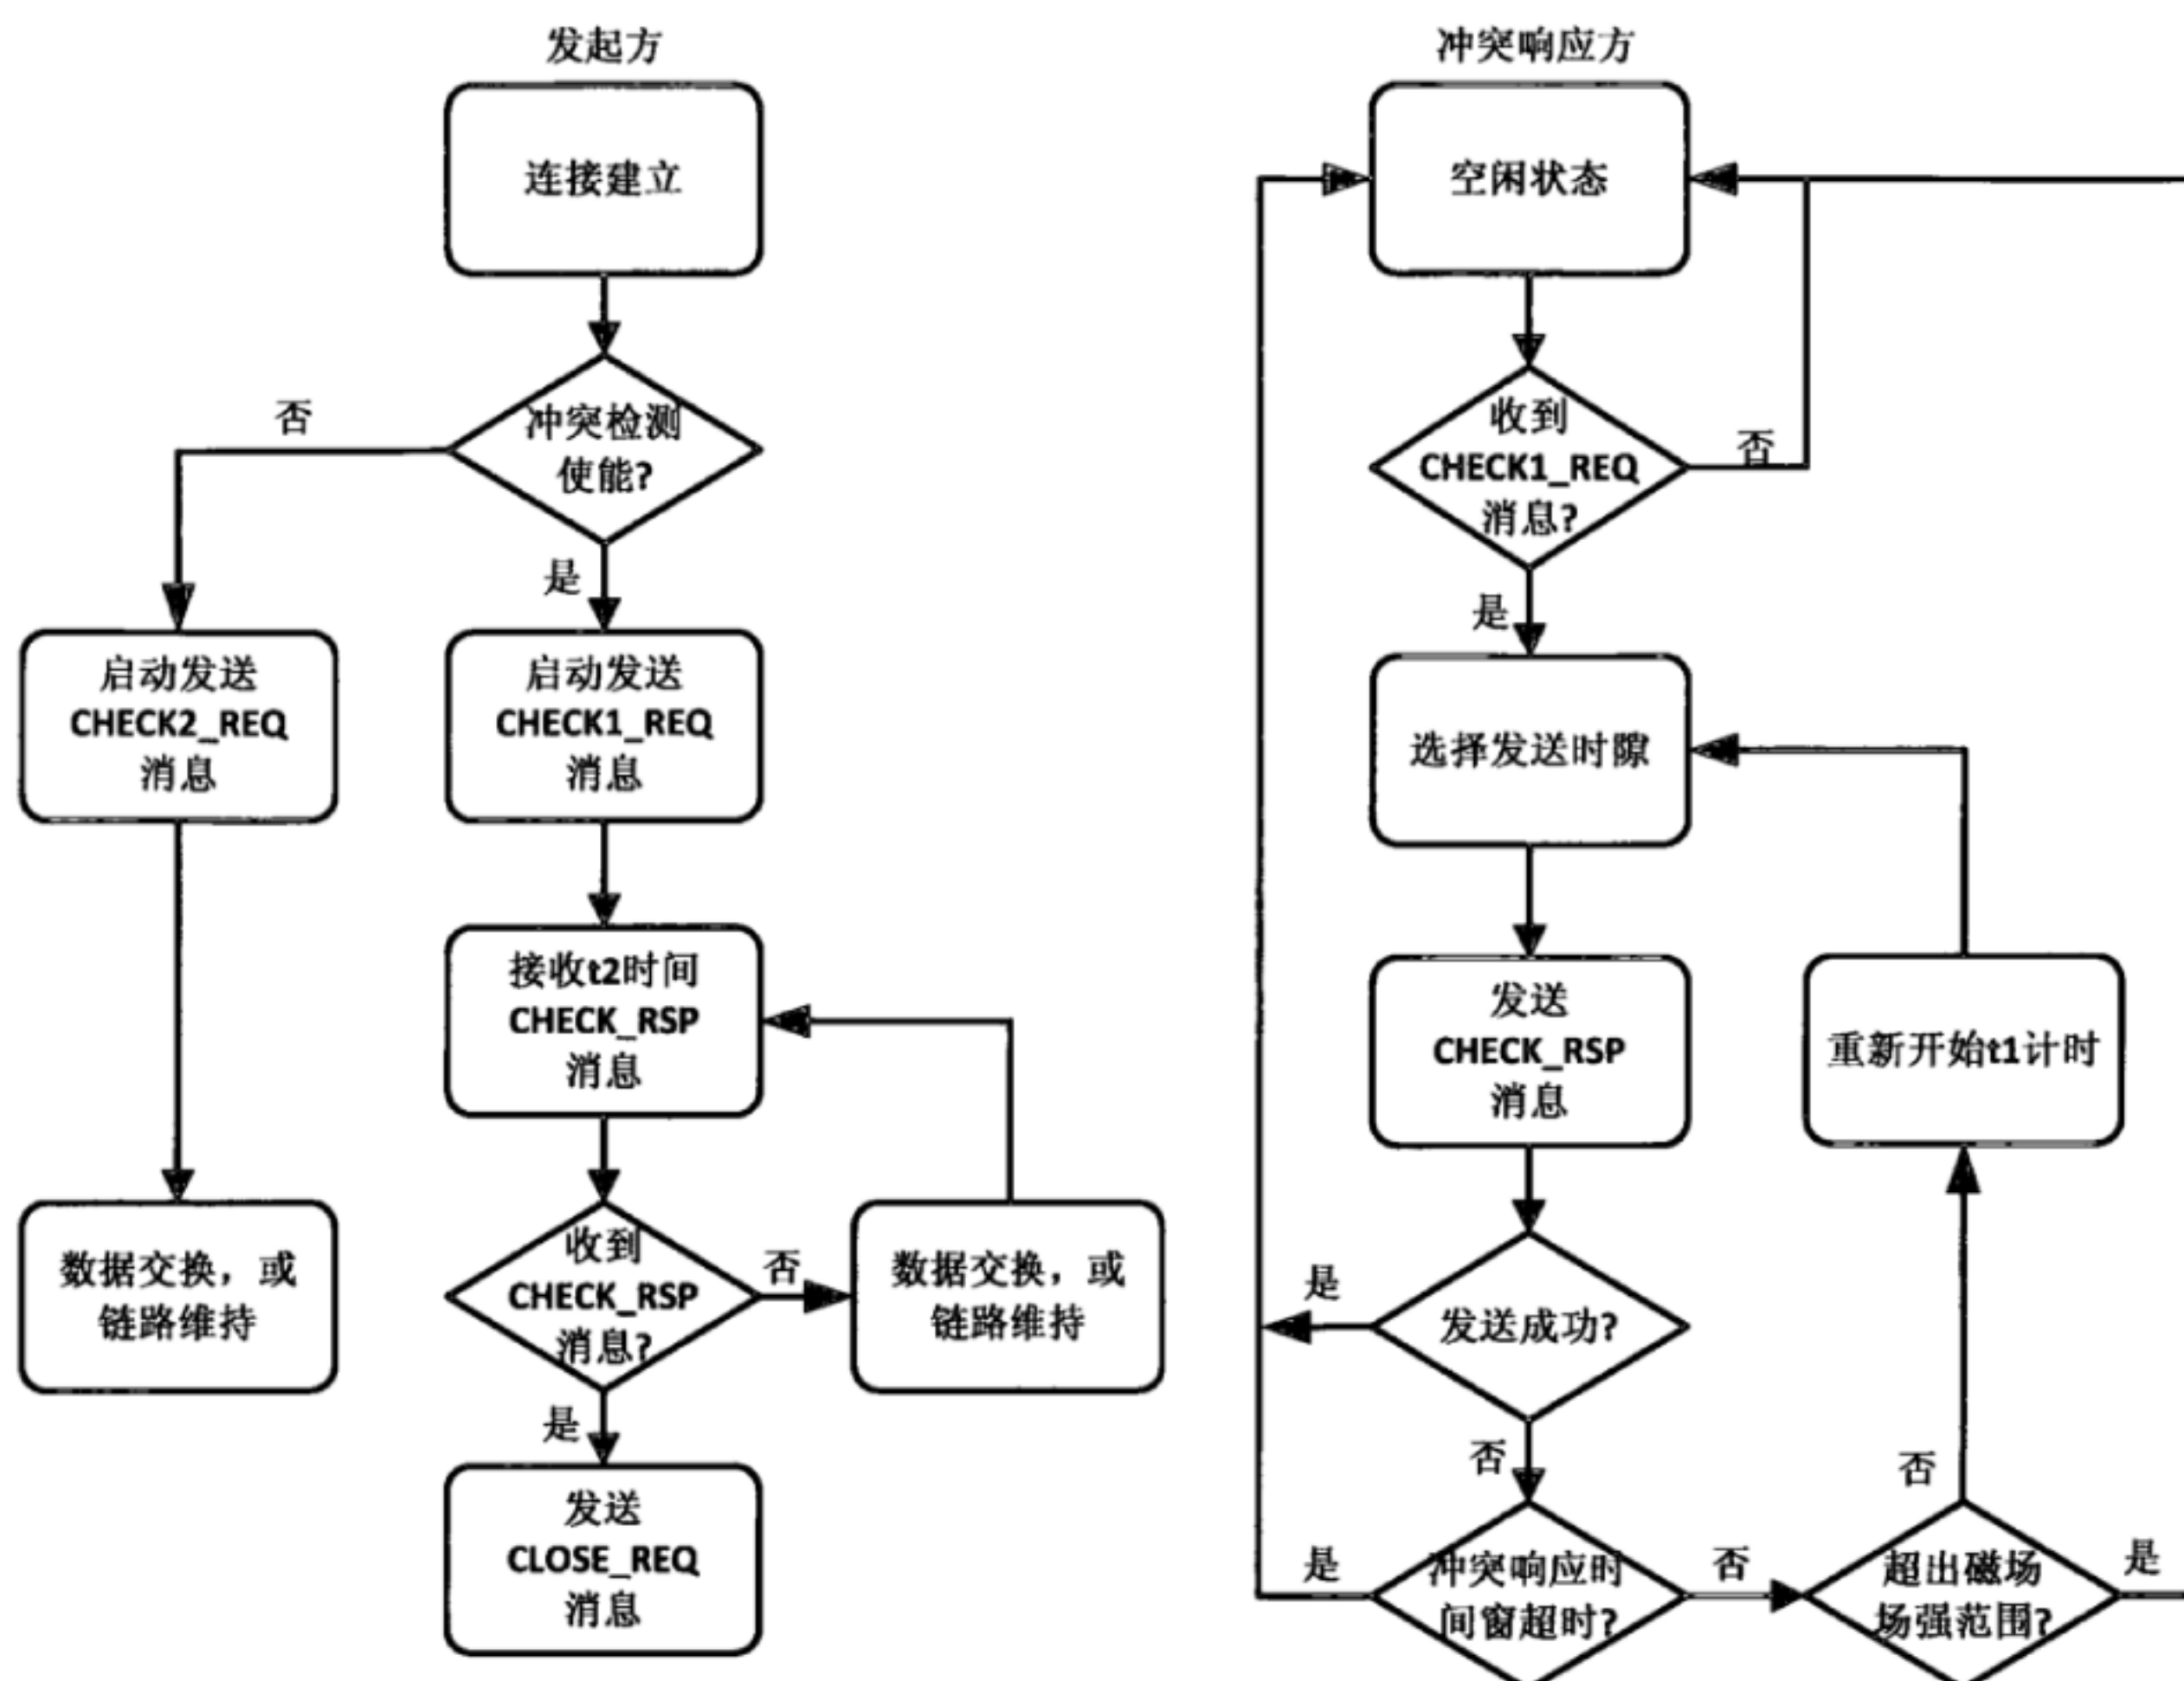 发起方
连接建立
冲突检测
使能?
否
是
启动发送
CHECK2_REQ
消息
启动发送
CHECK1_REQ
消息
接收t2时间
CHECK_RSP
消息
收到
CHECK_RSP
消息?
否
数据交换，或
链路维持
数据交换，或
链路维持
是
发送
CLOSE_REQ
消息
冲突响应方
空闲状态
收到
CHECK1_REQ
消息?
否
是
选择发送时隙
发送
CHECK_RSP
消息
重新开始t1计时
发送成功?
是
否
冲突响应时
间窗超时?
是
否
超出磁场
场强范围?
否
是